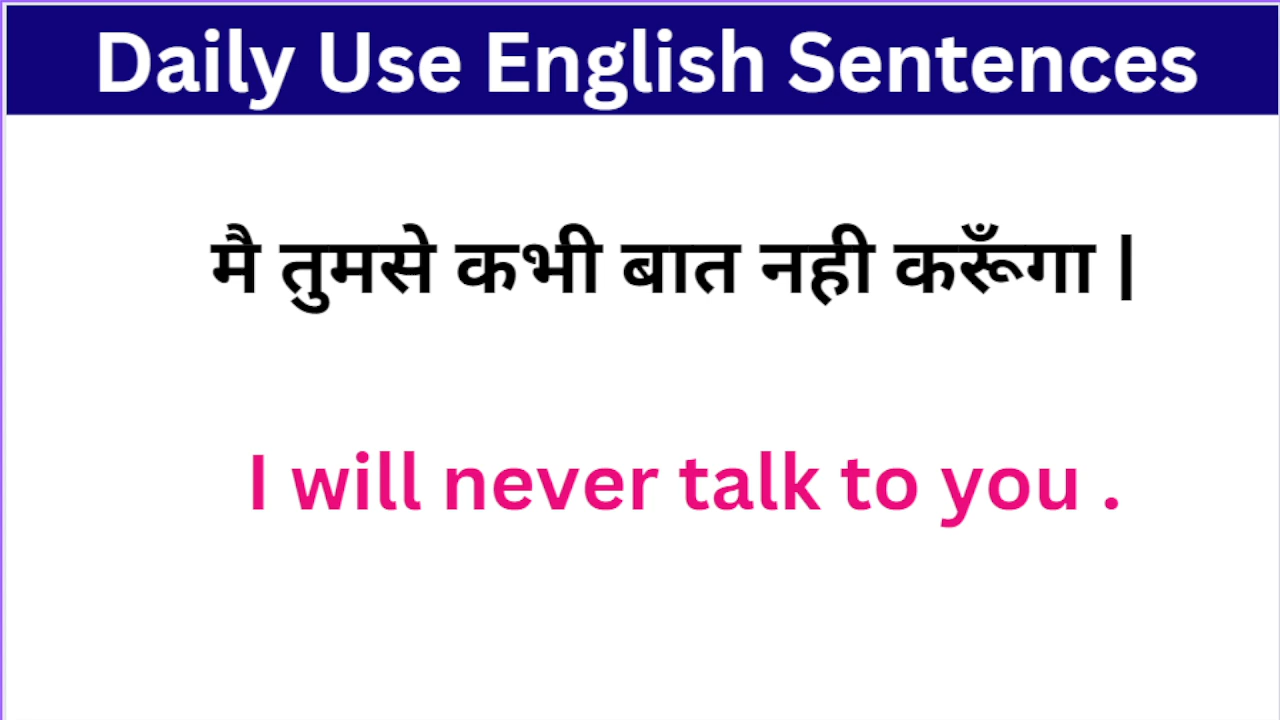 Daily Use English Sentences
मै तुमसे कभी बात नही करूँगा |
I will never talk to you .